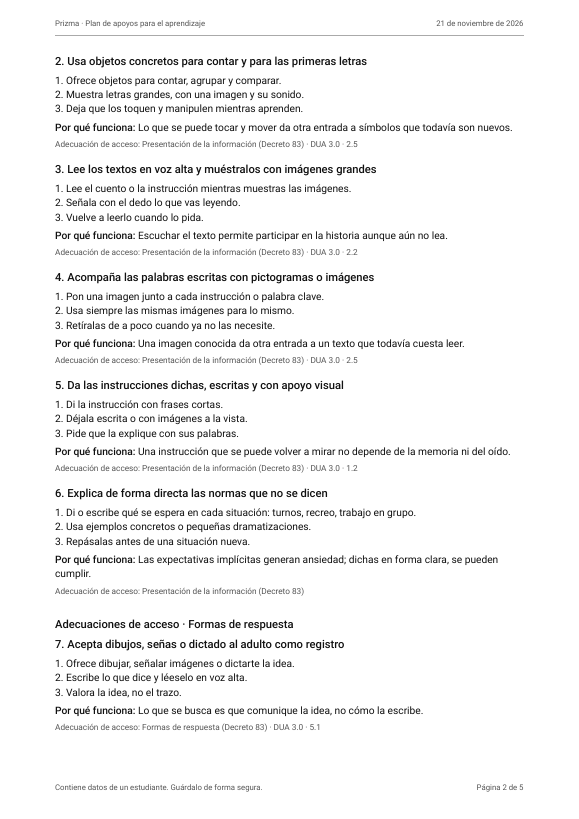 Prizma · Plan de apoyos para el aprendizaje
21 de noviembre de 2026
2. Usa objetos concretos para contar y para las primeras letras
1. Ofrece objetos para contar, agrupar y comparar.
2. Muestra letras grandes, con una imagen y su sonido.
3. Deja que los toquen y manipulen mientras aprenden.
Por qué funciona: Lo que se puede tocar y mover da otra entrada a símbolos que todavía son nuevos.
Adecuación de acceso: Presentación de la información (Decreto 83) · DUA 3.0 · 2.5
3. Lee los textos en voz alta y muéstralos con imágenes grandes
1. Lee el cuento o la instrucción mientras muestras las imágenes.
2. Señala con el dedo lo que vas leyendo.
3. Vuelve a leerlo cuando lo pida.
Por qué funciona: Escuchar el texto permite participar en la historia aunque aún no lea.
Adecuación de acceso: Presentación de la información (Decreto 83) · DUA 3.0 · 2.2
4. Acompaña las palabras escritas con pictogramas o imágenes
1. Pon una imagen junto a cada instrucción o palabra clave.
2. Usa siempre las mismas imágenes para lo mismo.
3. Retíralas de a poco cuando ya no las necesite.
Por qué funciona: Una imagen conocida da otra entrada a un texto que todavía cuesta leer.
Adecuación de acceso: Presentación de la información (Decreto 83) · DUA 3.0 · 2.5
5. Da las instrucciones dichas, escritas y con apoyo visual
1. Di la instrucción con frases cortas.
2. Déjala escrita o con imágenes a la vista.
3. Pide que la explique con sus palabras.
Por qué funciona: Una instrucción que se puede volver a mirar no depende de la memoria ni del oído.
Adecuación de acceso: Presentación de la información (Decreto 83) · DUA 3.0 · 1.2
6. Explica de forma directa las normas que no se dicen
1. Di o escribe qué se espera en cada situación: turnos, recreo, trabajo en grupo.
2. Usa ejemplos concretos o pequeñas dramatizaciones.
3. Repásalas antes de una situación nueva.
Por qué funciona: Las expectativas implícitas generan ansiedad; dichas en forma clara, se pueden
cumplir.
Adecuación de acceso: Presentación de la información (Decreto 83)
Adecuaciones de acceso · Formas de respuesta
7. Acepta dibujos, señas o dictado al adulto como registro
1. Ofrece dibujar, señalar imágenes o dictarte la idea.
2. Escribe lo que dice y léeselo en voz alta.
3. Valora la idea, no el trazo.
Por qué funciona: Lo que se busca es que comunique la idea, no cómo la escribe.
Adecuación de acceso: Formas de respuesta (Decreto 83) · DUA 3.0 · 5.1
Contiene datos de un estudiante. Guárdalo de forma segura.
Página 2 de 5